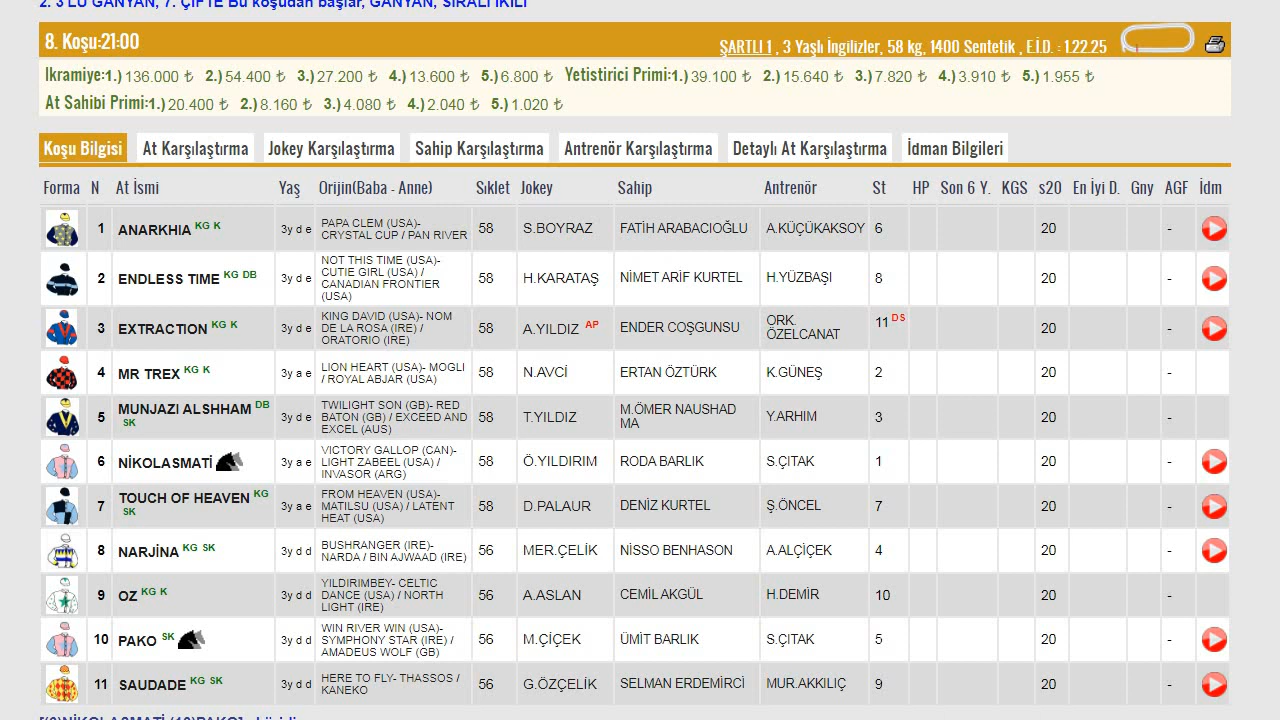 2. 3 LÜ GANYAN, 7. ÇİFTE Bu koşudan başlar, GANYAN, SIRALI İKİLİ
8. Koşu:21:00 ŞARTLI 1 , 3 Yaşlı İngilizler, 58 kg, 1400 Sentetik , E.İ.D. : 1.22.25
İkramiye:1.) 136.000 ₺ 2.) 54.400 ₺ 3.) 27.200 ₺ 4.) 13.600 ₺ 5.) 6.800 ₺ Yetistirici Primi:1.) 39.100 ₺ 2.) 15.640 ₺ 3.) 7.820 ₺ 4.) 3.910 ₺ 5.) 1.955 ₺
At Sahibi Primi:1.) 20.400 ₺ 2.) 8.160 ₺ 3.) 4.080 ₺ 4.) 2.040 ₺ 5.) 1.020 ₺
Koşu Bilgisi At Karşılaştırma Jokey Karşılaştırma Sahip Karşılaştırma Antrenör Karşılaştırma Detaylı At Karşılaştırma İdman Bilgileri
Forma N At İsmi Yaş Orijin(Baba - Anne) Sıklet Jokey Sahip Antrenör St HP Son 6 Y. KGS s20 En İyi D. Gny AGF İdm
1 ANARKHIA KG K 3y d e PAPA CLEM (USA)- CRYSTAL CUP / PAN RIVER 58 S.BOYRAZ FATİH ARABACIOĞLU A.KÜÇÜKAKSOY 6 20 -
2 ENDLESS TIME KG DB 3y d e NOT THIS TIME (USA)- CUTIE GIRL (USA) / CANADIAN FRONTIER (USA) 58 H.KARATAŞ NİMET ARİF KURTEL H.YÜZBAŞI 8 20 -
3 EXTRACTION KG K 3y d e KING DAVID (USA)- NOM DE LA ROSA (IRE) / ORATORIO (IRE) 58 A.YILDIZ AP ENDER COŞGUNSU ORK. ÖZELCANAT 11 DS 20 -
4 MR TREX KG K 3y a e LION HEART (USA)- MOGLI / ROYAL ABJAR (USA) 58 N.AVCİ ERTAN ÖZTÜRK K.GÜNEŞ 2 20 -
5 MUNJAZI ALSHHAM DB SK 3y d e TWILIGHT SON (GB)- RED BATON (GB) / EXCEED AND EXCEL (AUS) 58 T.YILDIZ M.ÖMER NAUSHAD MA Y.ARHIM 3 20 -
6 NİKOLASMATİ 3y a e VICTORY GALLOP (CAN)- LIGHT ZABEEL (USA) / INVASOR (ARG) 58 Ö.YILDIRIM RODA BARLIK S.ÇITAK 1 20 -
7 TOUCH OF HEAVEN KG SK 3y a e FROM HEAVEN (USA)- MATILSU (USA) / LATENT HEAT (USA) 58 D.PALAUR DENİZ KURTEL Ş.ÖNCEL 7 20 -
8 NARJİNA KG SK 3y d d BUSHRANGER (IRE)- NARDA / BIN AJWAAD (IRE) 56 MER.ÇELİK NİSSO BENHASON A.ALÇİÇEK 4 20 -
9 OZ KG K 3y d d YILDIRIMBEY- CELTIC DANCE (USA) / NORTH LIGHT (IRE) 56 A.ASLAN CEMİL AKGÜL H.DEMİR 10 20 -
10 PAKO SK 3y d d WIN RIVER WIN (USA)- SYMPHONY STAR (IRE) / AMADEUS WOLF (GB) 56 M.ÇİÇEK ÜMİT BARLIK S.ÇITAK 5 20 -
11 SAUDADE KG SK 3y d d HERE TO FLY- THASSOS / KANEKO 56 G.ÖZÇELİK SELMAN ERDEMİRCİ MUR.AKKILIÇ 9 20 -